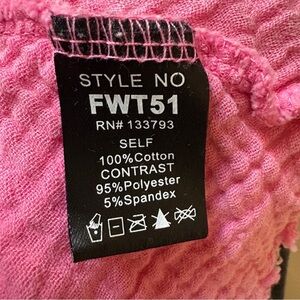 STYLE NO
FWT51
RN# 133793
SELF
100%Cotton
CONTRAST
95%Polyester
5%Spandex